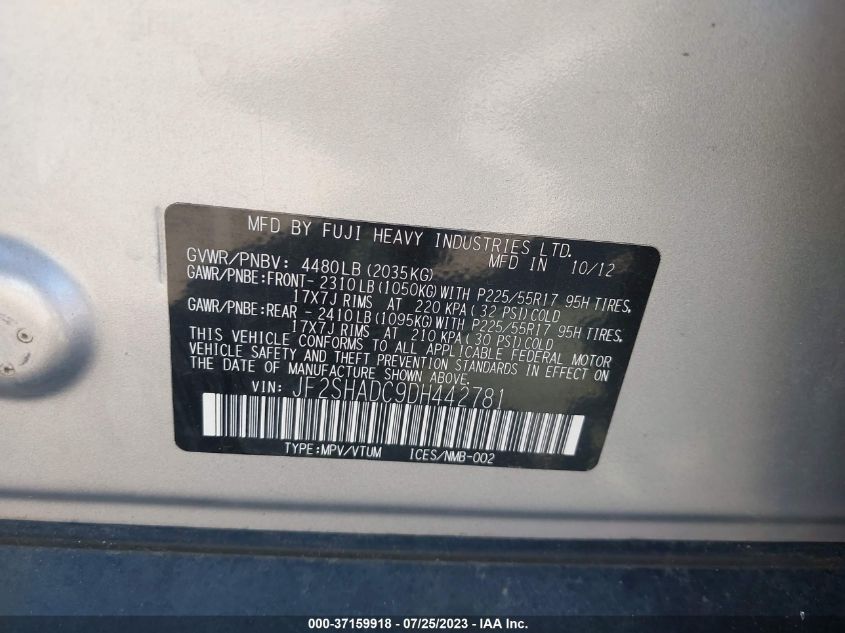 MFD BY FUJI HEAVY INDUSTRIES LTD.
GVWR/PNBV: 4480LB(2035KG) MFD IN 10/12
GAWR/PNBE:FRONT- 2310LB(1050KG)WITH P225/55R17 95H TIRES,
17X7J RIMS AT 220 KPA(32 PSI)COLD
GAWR/PNBE:REAR - 2410LB(1095KG)WITH P225/55R17 95H TIRES,
17X7J RIMS AT 210 KPA(30 PSI)COLD
THIS VEHICLE CONFORMS TO ALL APPLICABLE FEDERAL MOTOR
VEHICLE SAFETY AND THEFT PREVENTION STANDARDS IN EFFECT ON
THE DATE OF MANUFACTURE SHOWN ABOVE.
VIN: JF2SHADC9DH442781
TYPE:MPV/VTUM ICES/NMB-002
000-37159918 - 07/25/2023 - www.iaai.com